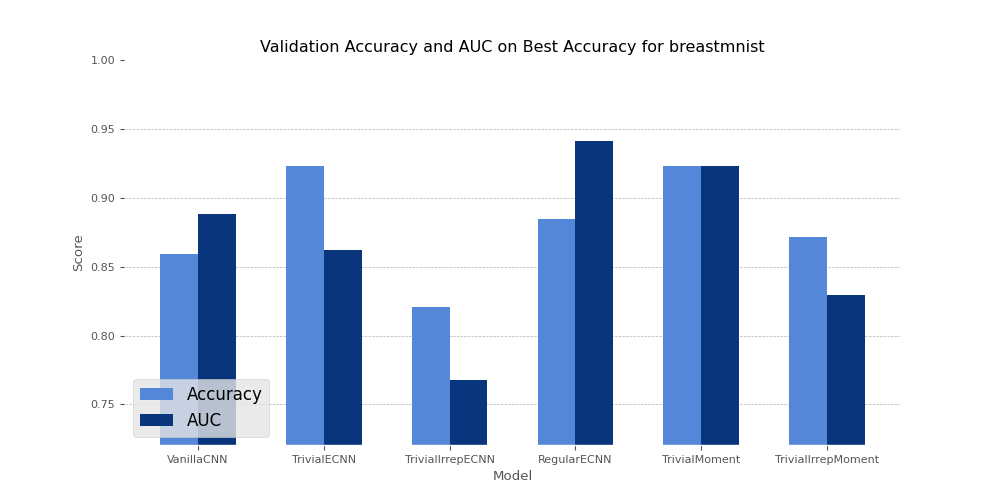 Validation Accuracy and AUC on Best Accuracy for breastmnist
1.00
0.95
0.90
0.85
0.80
0.75
Score
Accuracy
AUC
VanillaCNN TrivialECNN TrivialIrrepECNN RegularECNN TrivialMoment TrivialIrrepMoment
Model